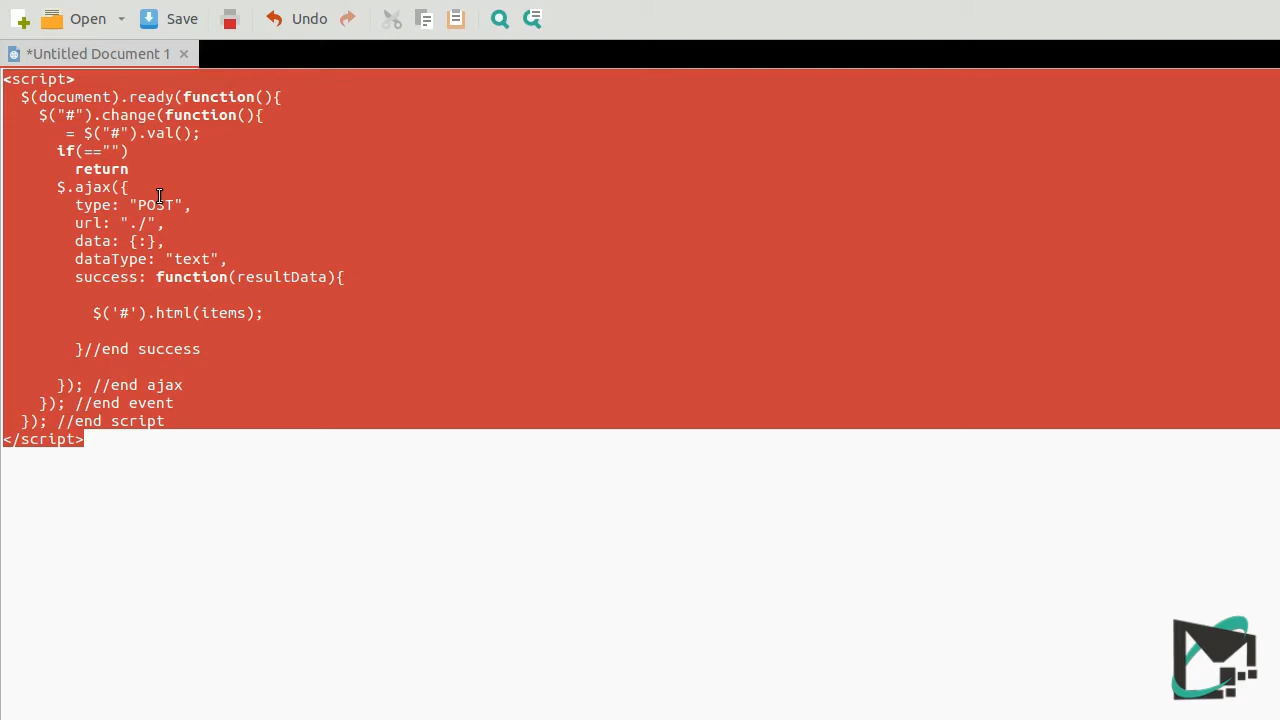 Open
Save
Undo
*Untitled Document 1
<script>
  $(document).ready(function(){
    $("#").change(function(){
       = $("#").val();
      if(=="")
        return
      $.ajax({
        type: "POST",
        url: "./",
        data: {:},
        dataType: "text",
        success: function(resultData){
          $('#').html(items);
        }//end success
      }); //end ajax
    }); //end event
  }); //end script
</script>